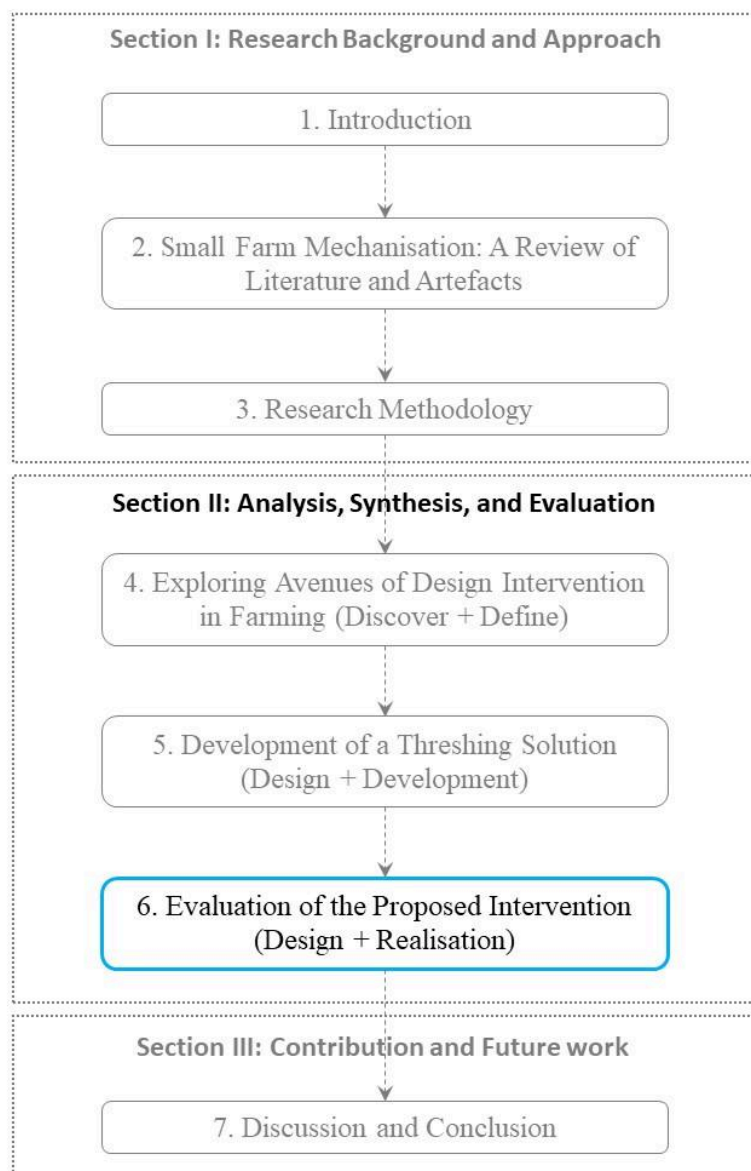 Section I: Research Background and Approach
1. Introduction
2. Small Farm Mechanisation: A Review of
Literature and Artefacts
3. Research Methodology
Section II: Analysis, Synthesis, and Evaluation
4. Exploring Avenues of Design Intervention
in Farming (Discover + Define)
5. Development of a Threshing Solution
(Design + Development)
6. Evaluation of the Proposed Intervention
(Design + Realisation)
Section III: Contribution and Future work
7. Discussion and Conclusion